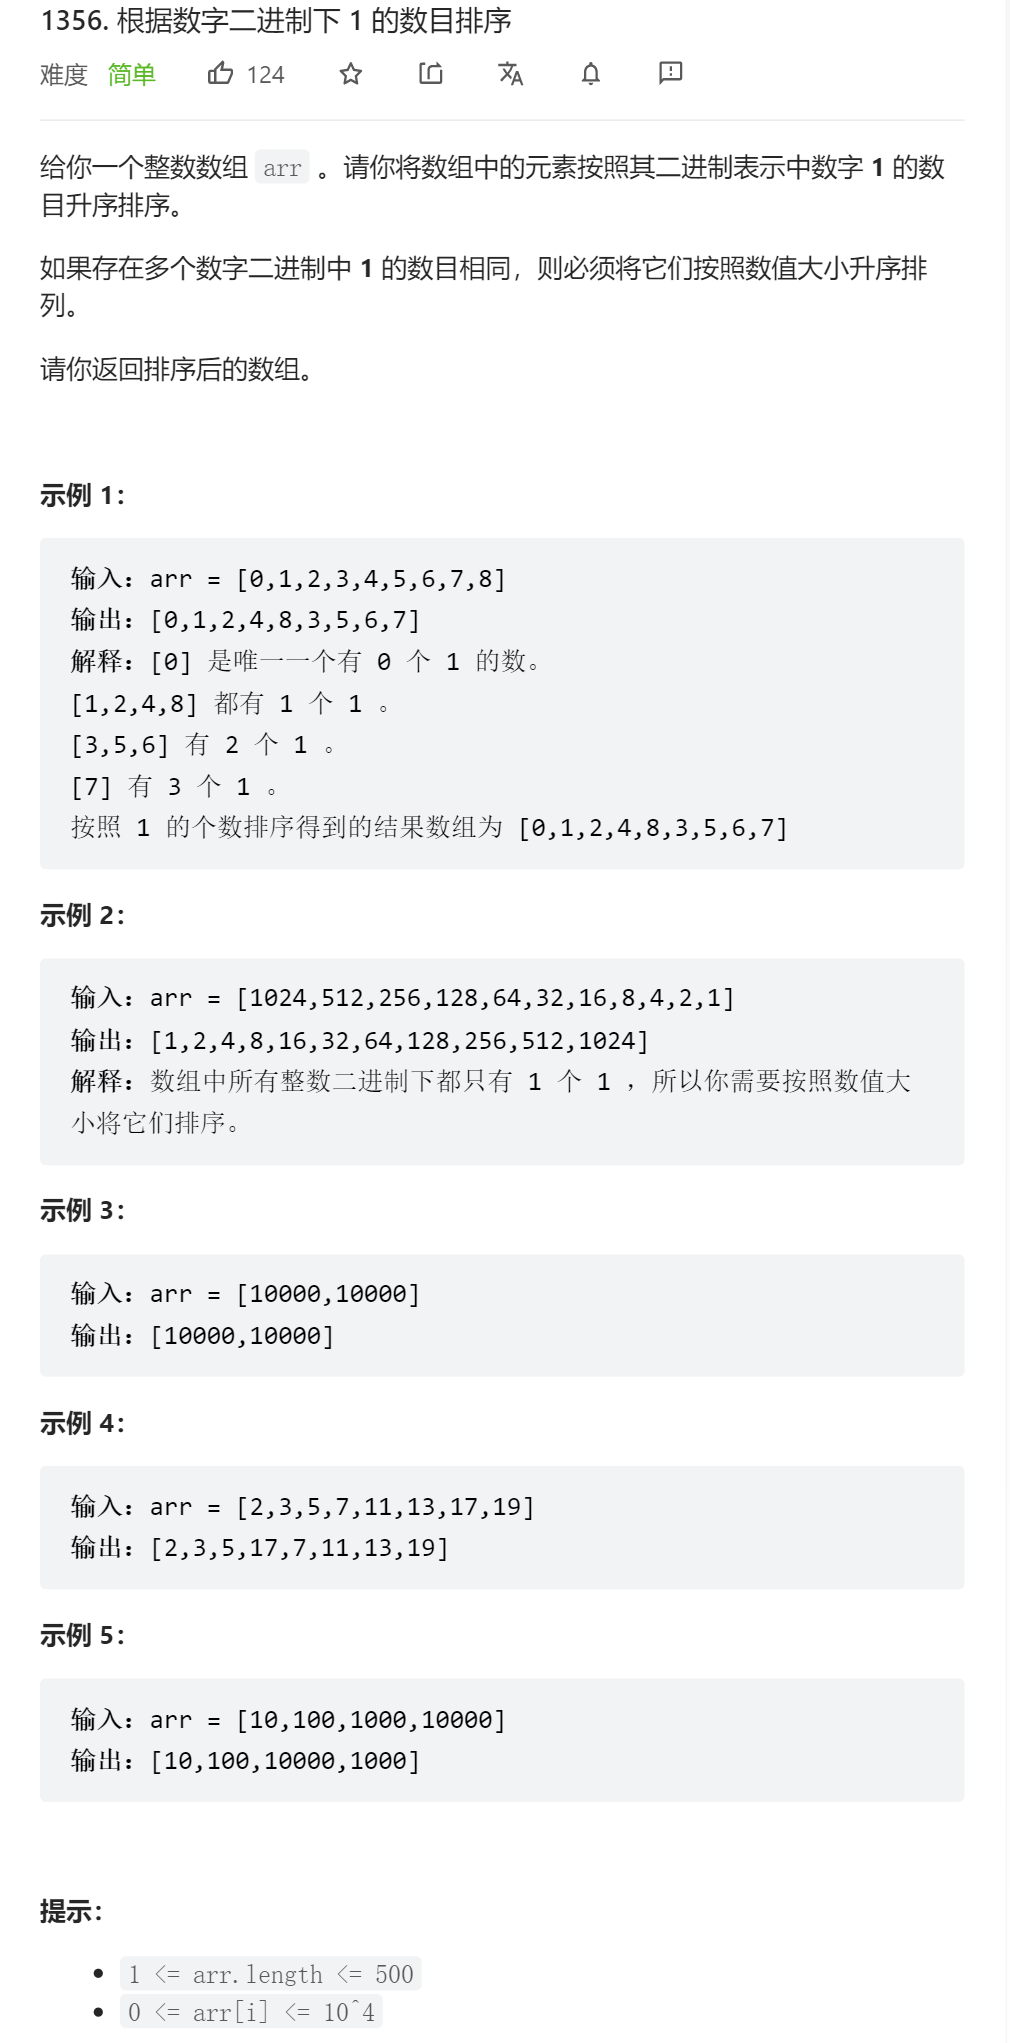 1356. 根据数字二进制下 1 的数目排序
难度 简单 124
给你一个整数数组 arr 。请你将数组中的元素按照其二进制表示中数字 1 的数
目升序排序。
如果存在多个数字二进制中 1 的数目相同，则必须将它们按照数值大小升序排
列。
请你返回排序后的数组。
示例 1：
输入：arr = [0,1,2,3,4,5,6,7,8]
输出：[0,1,2,4,8,3,5,6,7]
解释：[0] 是唯一一个有 0 个 1 的数。
[1,2,4,8] 都有 1 个 1 。
[3,5,6] 有 2 个 1 。
[7] 有 3 个 1 。
按照 1 的个数排序得到的结果数组为 [0,1,2,4,8,3,5,6,7]
示例 2：
输入：arr = [1024,512,256,128,64,32,16,8,4,2,1]
输出：[1,2,4,8,16,32,64,128,256,512,1024]
解释：数组中所有整数二进制下都只有 1 个 1 ，所以你需要按照数值大
小将它们排序。
示例 3：
输入：arr = [10000,10000]
输出：[10000,10000]
示例 4：
输入：arr = [2,3,5,7,11,13,17,19]
输出：[2,3,5,17,7,11,13,19]
示例 5：
输入：arr = [10,100,1000,10000]
输出：[10,100,10000,1000]
提示：
• 1 <= arr.length <= 500
• 0 <= arr[i] <= 10^4